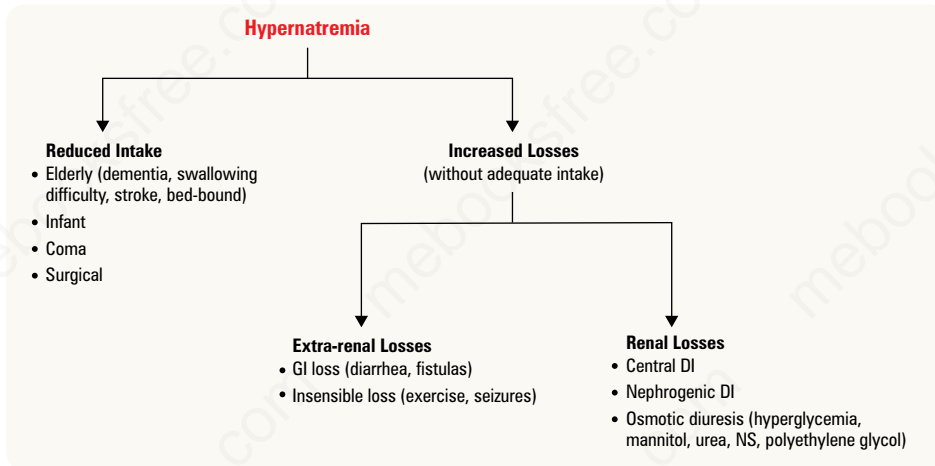 Hypernatremia
Reduced Intake
• Elderly (dementia, swallowing
difficulty, stroke, bed-bound)
• Infant
• Coma
• Surgical
Increased Losses
(without adequate intake)
Extra-renal Losses
• GI loss (diarrhea, fistulas)
• Insensible loss (exercise, seizures)
Renal Losses
• Central DI
• Nephrogenic DI
• Osmotic diuresis (hyperglycemia,
mannitol, urea, NS, polyethylene glycol)